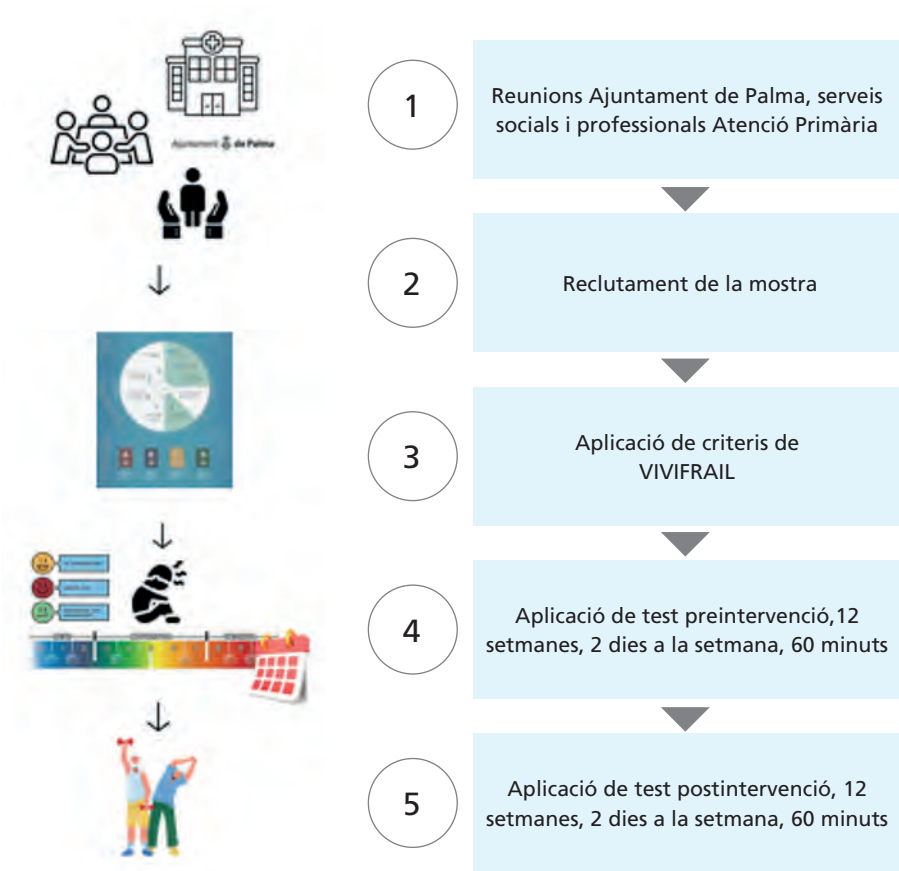 Ajuntament de Palma
1
Reunions Ajuntament de Palma, serveis
socials i professionals Atenció Primària
2
Reclutament de la mostra
3
Aplicació de criteris de
VIVIFRAIL
4
Aplicació de test preintervenció,12
setmanes, 2 dies a la setmana, 60 minuts
5
Aplicació de test postintervenció, 12
setmanes, 2 dies a la setmana, 60 minuts